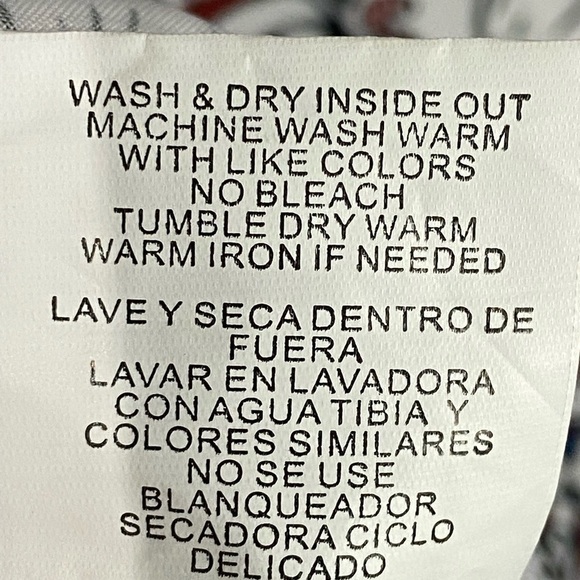 WASH & DRY INSIDE OUT
MACHINE WASH WARM
WITH LIKE COLORS
NO BLEACH
TUMBLE DRY WARM
WARM IRON IF NEEDED
LAVE Y SECA DENTRO DE
FUERA
LAVAR EN LAVADORA
CON AGUA TIBIA Y
COLORES SIMILARES
NO SE USE
BLANQUEADOR
SECADORA CICLO
DELICADO